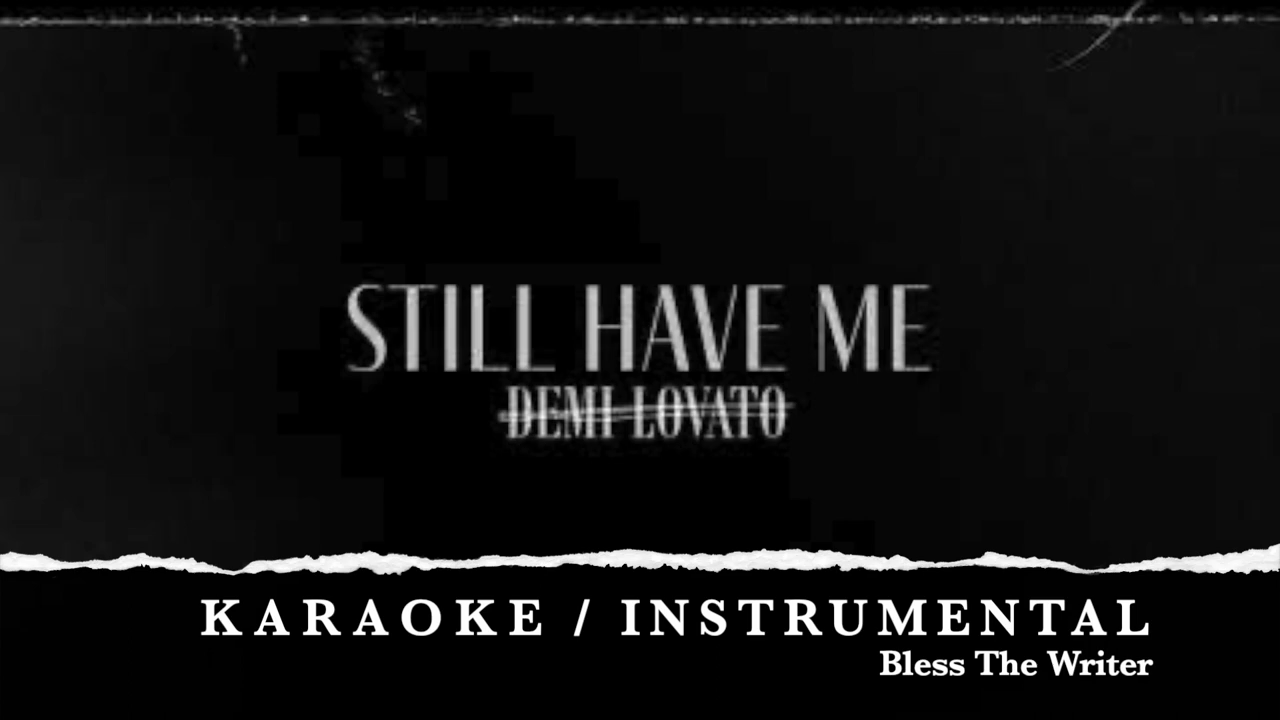 STILL HAVE ME
DEMI LOVATO
KARAOKE / INSTRUMENTAL
Bless The Writer